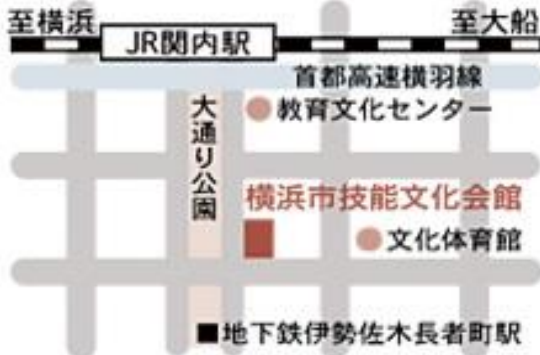 至横浜
至大船
JR関内駅
首都高速横羽線
教育文化センター
大通り公園
横浜市技能文化会館
文化体育館
地下鉄伊勢佐木長者町駅